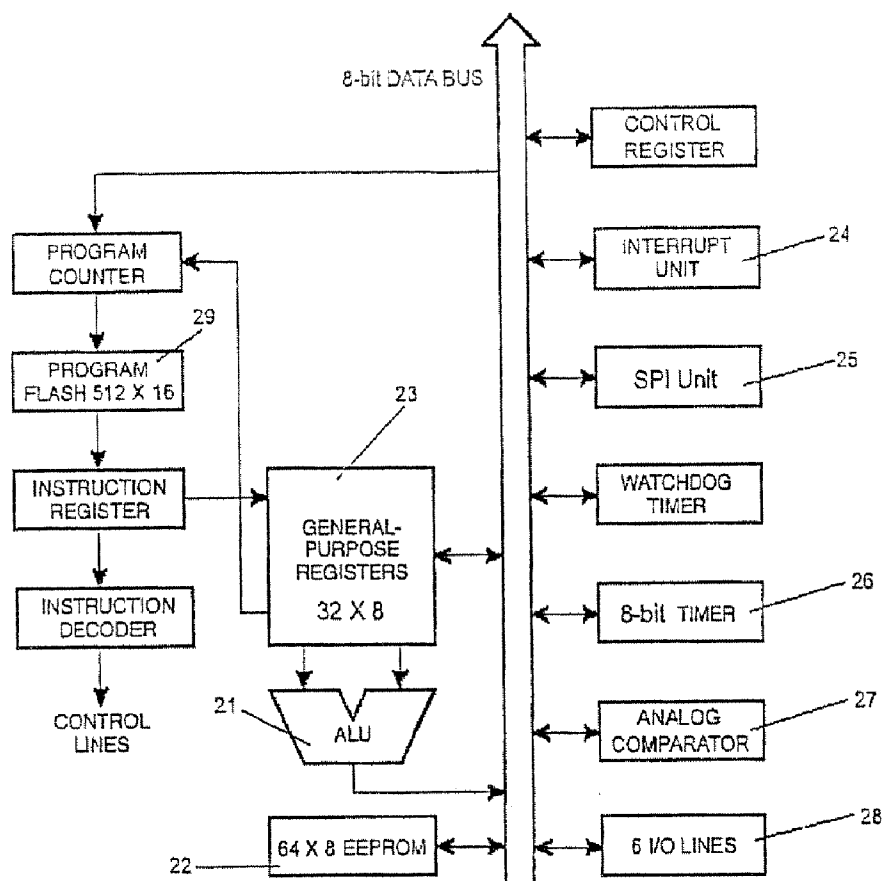 8-bit DATA BUS
CONTROL
REGISTER
PROGRAM
COUNTER
INTERRUPT
UNIT
24
29
PROGRAM
FLASH 512 X 16
SPI Unit
25
23
INSTRUCTION
REGISTER
GENERAL-
PURPOSE
REGISTERS
32 X 8
WATCHDOG
TIMER
INSTRUCTION
DECODER
8-bit TIMER
26
CONTROL
LINES
21
ALU
ANALOG
COMPARATOR
27
22
64 X 8 EEPROM
6 I/O LINES
28